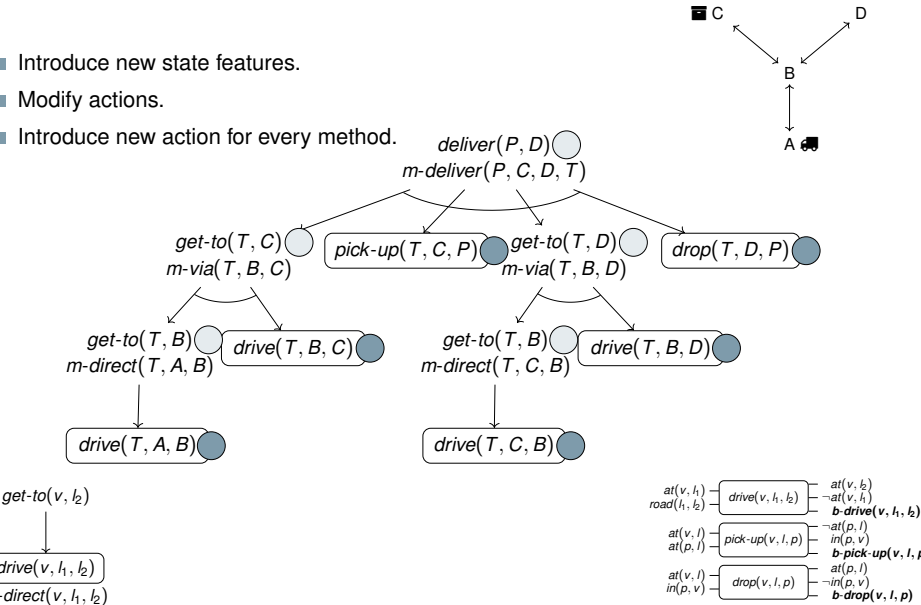 C D
B
A
Introduce new state features.
Modify actions.
Introduce new action for every method.
deliver(P, D)
m-deliver(P, C, D, T)
get-to(T, C) pick-up(T, C, P) get-to(T, D) drop(T, D, P)
m-via(T, B, C) m-via(T, B, D)
get-to(T, B) drive(T, B, C) get-to(T, B) drive(T, B, D)
m-direct(T, A, B) m-direct(T, C, B)
drive(T, A, B) drive(T, C, B)
get-to(v, l₂)
drive(v, l₁, l₂)
-direct(v, l₁, l₂)
at(v, l₁)
road(l₁, l₂)
drive(v, l₁, l₂)
at(v, l₂)
¬at(v, l₁)
b-drive(v, l₁, l₂)
at(v, l)
at(p, l)
pick-up(v, l, p)
¬at(p, l)
in(p, v)
b-pick-up(v, l, p
at(v, l)
in(p, v)
drop(v, l, p)
at(p, l)
¬in(p, v)
b-drop(v, l, p)